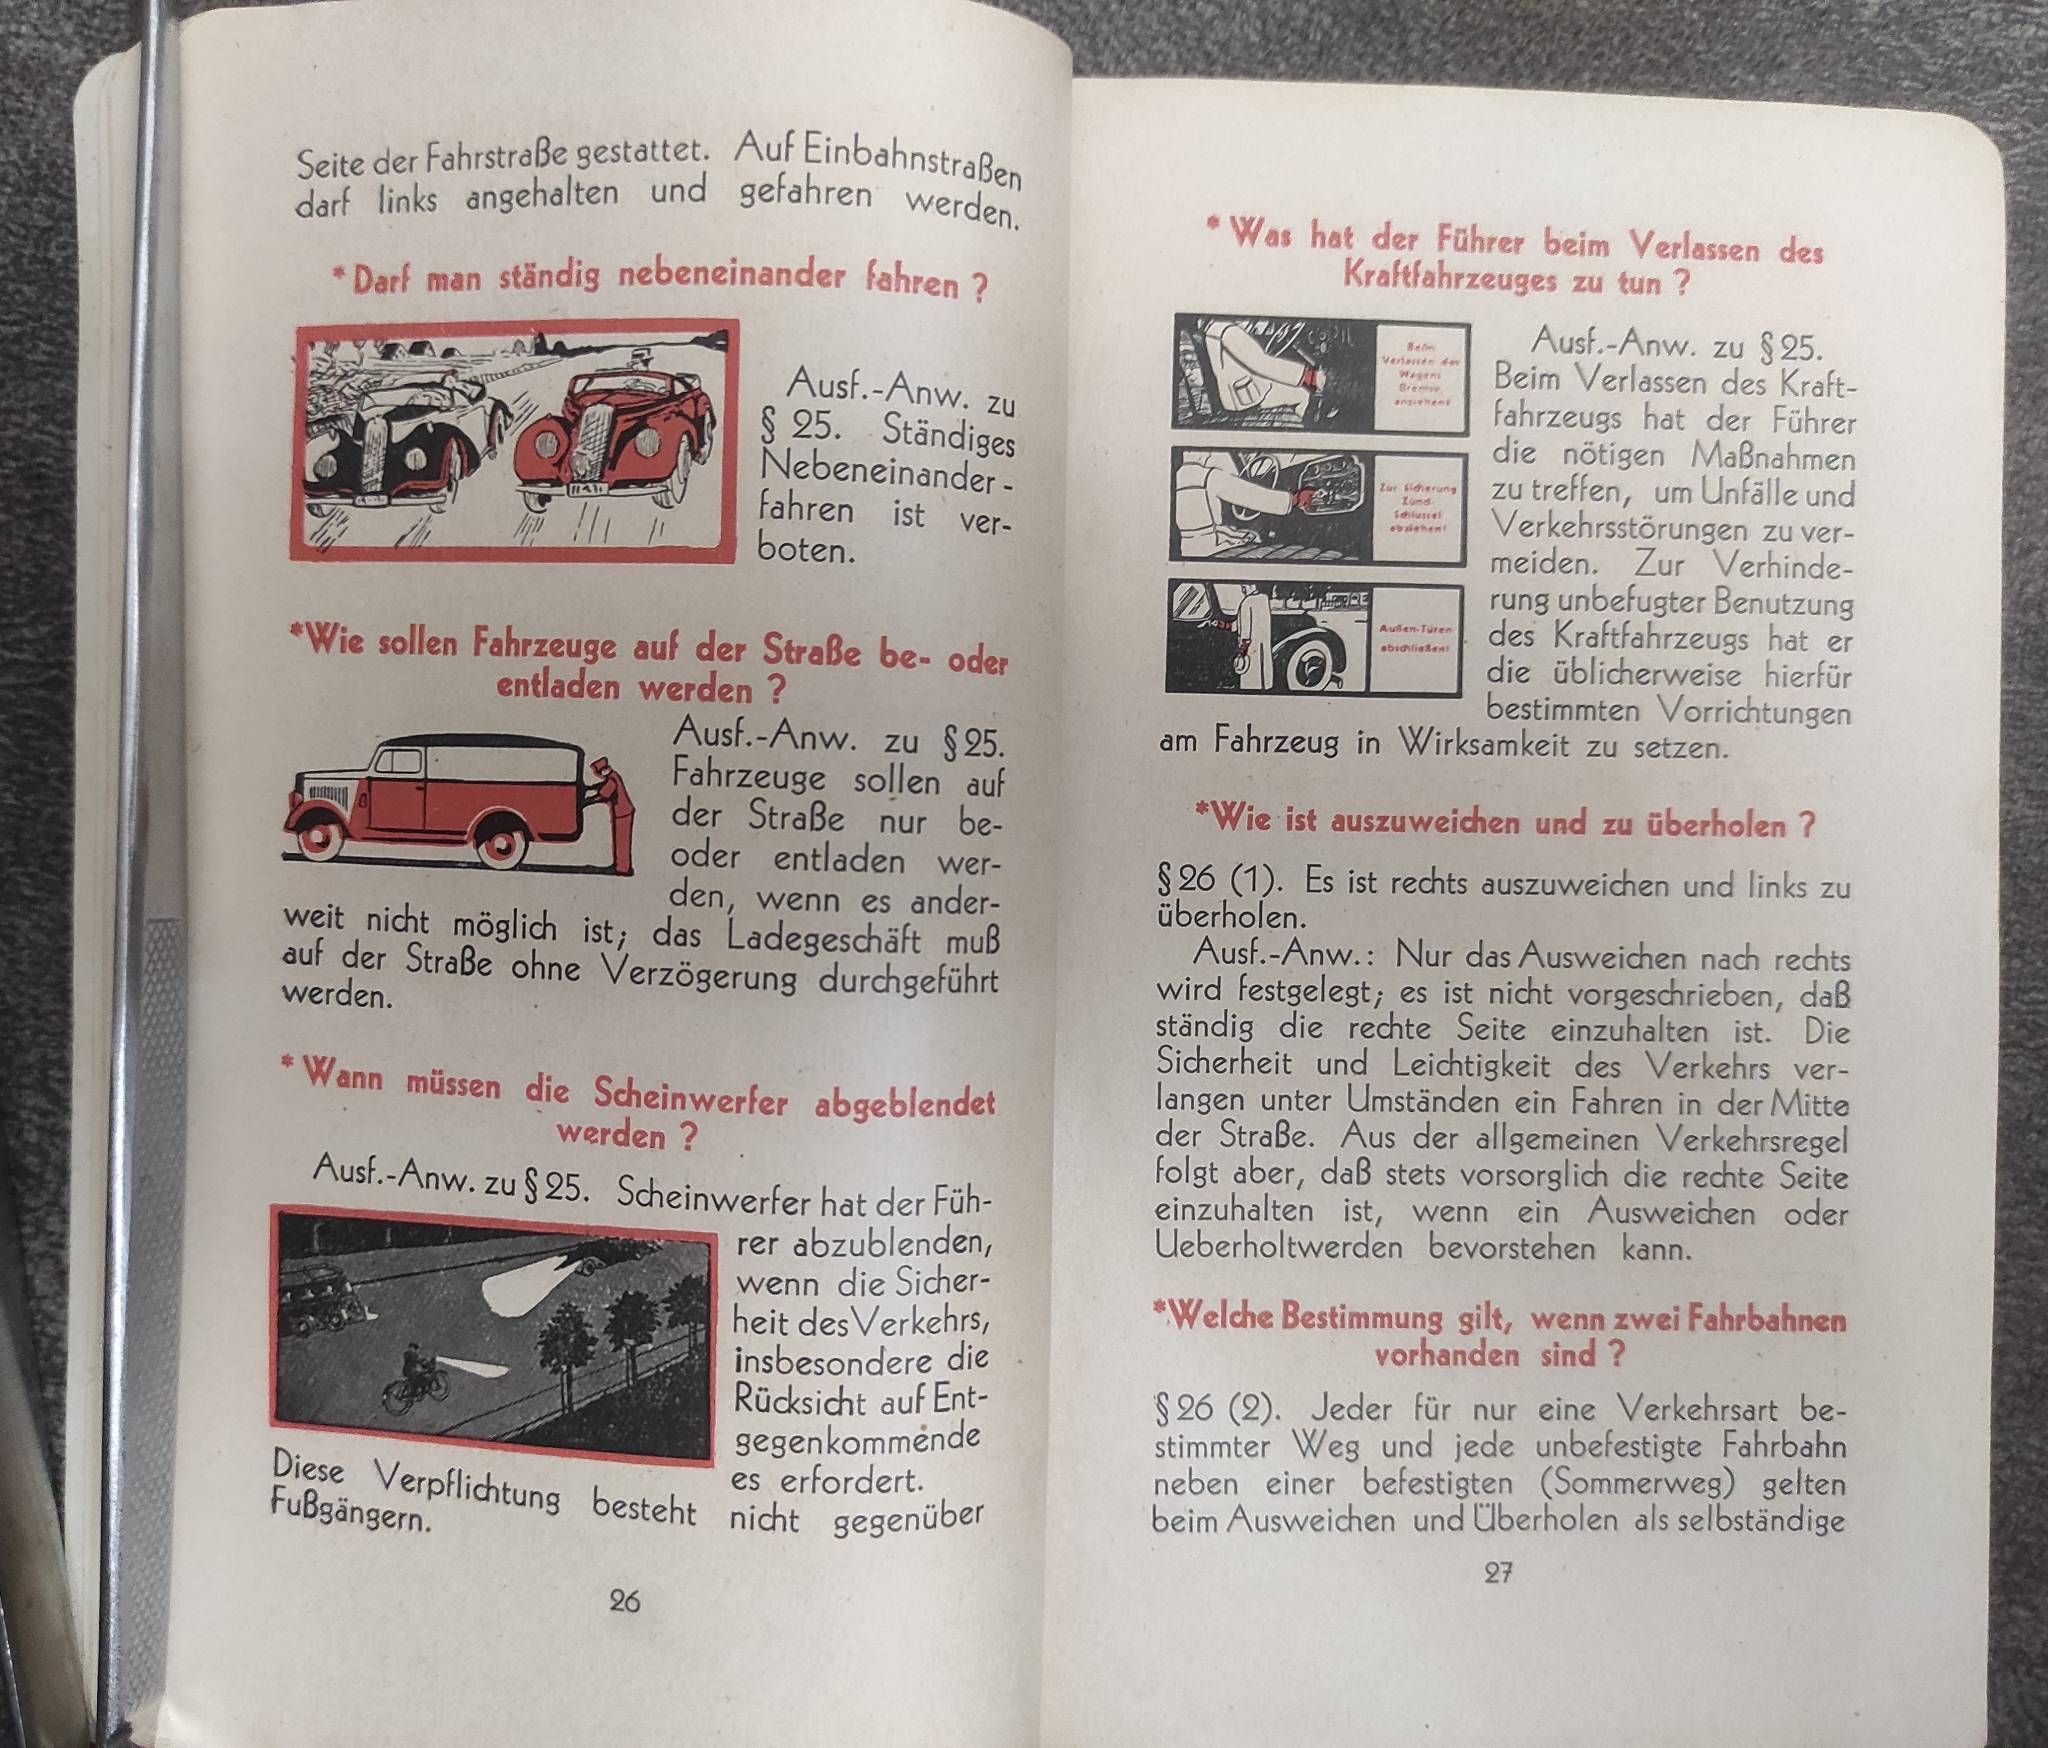 Seite der Fahrstraße gestattet. Auf Einbahnstraßen
darf links angehalten und gefahren werden.
*Darf man ständig nebeneinander fahren ?
Ausf.-Anw. zu
§ 25. Ständiges
Nebeneinander-
fahren ist ver-
boten.
*Wie sollen Fahrzeuge auf der Straße be- oder
entladen werden ?
Ausf.-Anw. zu §25.
Fahrzeuge sollen auf
der Straße nur be-
oder entladen wer-
den, wenn es ander-
weit nicht möglich ist; das Ladegeschäft muß
auf der Straße ohne Verzögerung durchgeführt
werden.
*Wann müssen die Scheinwerfer abgeblendet
werden ?
Ausf.-Anw. zu §25. Scheinwerfer hat der Füh-
rer abzublenden,
wenn die Sicher-
heit des Verkehrs,
insbesondere die
Rücksicht auf Ent-
gegenkommende
es erfordert.
Diese Verpflichtung besteht nicht gegenüber
Fußgängern.
26
*Was hat der Führer beim Verlassen des
Kraftfahrzeuges zu tun ?
Beim
Verlassen des
Wagens
Bremse
anziehen!
Zur Sicherung
Zünd-
Schlüssel
abziehen!
Außen-Türen
abschließen!
Ausf.-Anw. zu §25.
Beim Verlassen des Kraft-
fahrzeugs hat der Führer
die nötigen Maßnahmen
zu treffen, um Unfälle und
Verkehrsstörungen zu ver-
meiden. Zur Verhinde-
rung unbefugter Benutzung
des Kraftfahrzeugs hat er
die üblicherweise hierfür
bestimmten Vorrichtungen
am Fahrzeug in Wirksamkeit zu setzen.
*Wie ist auszuweichen und zu überholen ?
§26 (1). Es ist rechts auszuweichen und links zu
überholen.
Ausf.-Anw.: Nur das Ausweichen nach rechts
wird festgelegt; es ist nicht vorgeschrieben, daß
ständig die rechte Seite einzuhalten ist. Die
Sicherheit und Leichtigkeit des Verkehrs ver-
langen unter Umständen ein Fahren in der Mitte
der Straße. Aus der allgemeinen Verkehrsregel
folgt aber, daß stets vorsorglich die rechte Seite
einzuhalten ist, wenn ein Ausweichen oder
Ueberholtwerden bevorstehen kann.
*Welche Bestimmung gilt, wenn zwei Fahrbahnen
vorhanden sind ?
§26 (2). Jeder für nur eine Verkehrsart be-
stimmter Weg und jede unbefestigte Fahrbahn
neben einer befestigten (Sommerweg) gelten
beim Ausweichen und Überholen als selbständige
27